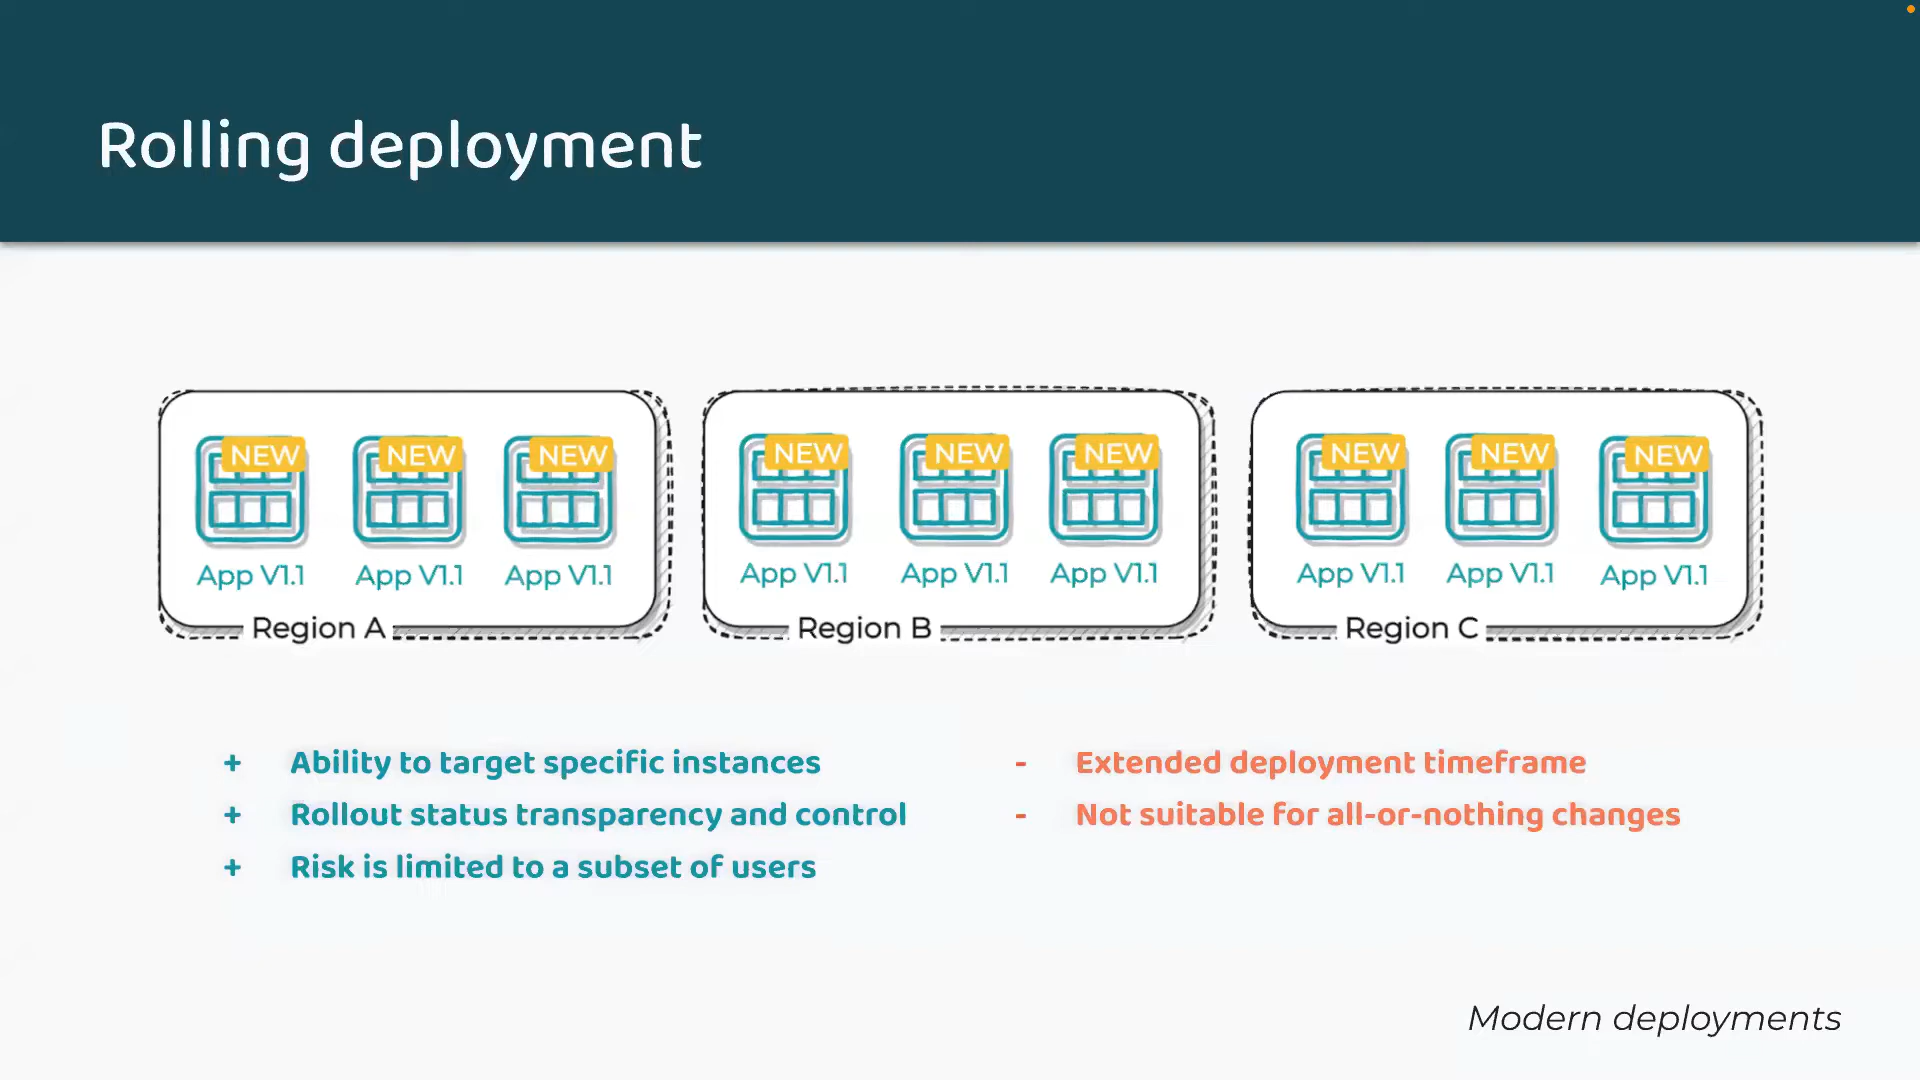 Rolling deployment
NEW NEW NEW NEW NEW NEW NEW NEW NEW
App V1.1 App V1.1 App V1.1 App V1.1 App V1.1 App V1.1 App V1.1 App V1.1 App V1.1
Region A Region B Region C
+ Ability to target specific instances
+ Rollout status transparency and control
+ Risk is limited to a subset of users
- Extended deployment timeframe
- Not suitable for all-or-nothing changes
Modern deployments